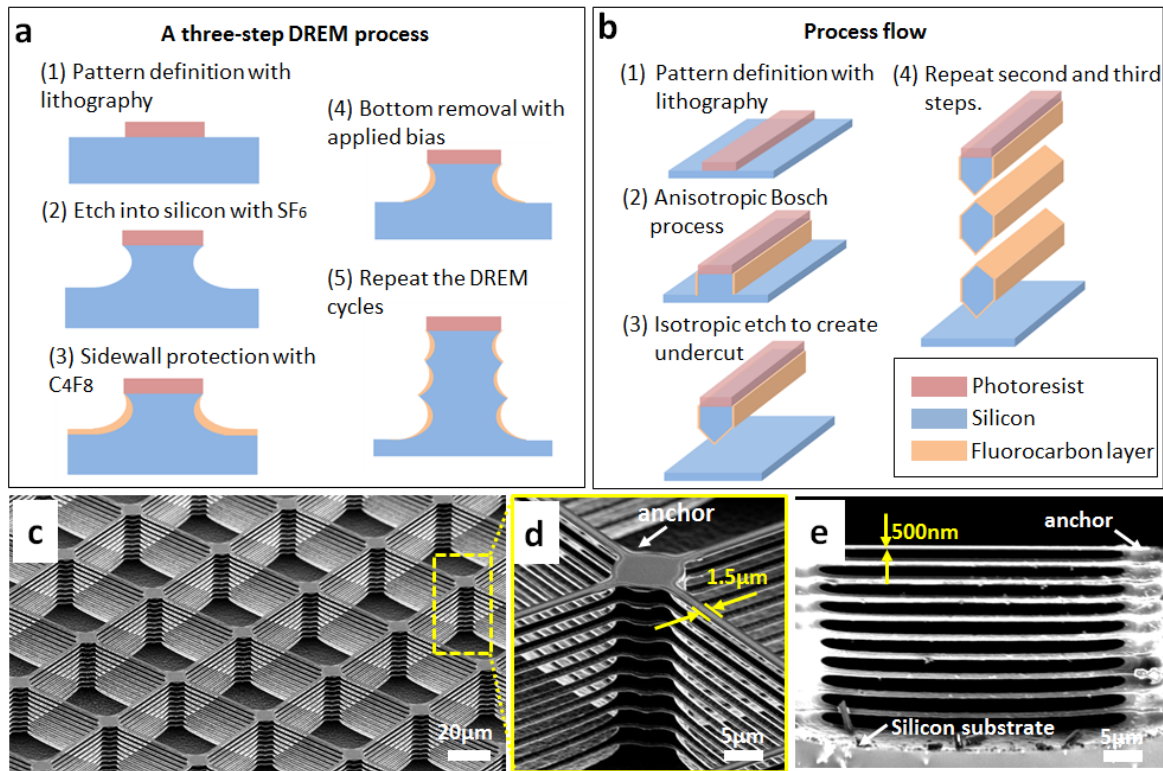 a
A three-step DREM process
(1) Pattern definition with
lithography
(2) Etch into silicon with SF6
(3) Sidewall protection with
C4F8
(4) Bottom removal with
applied bias
(5) Repeat the DREM
cycles
b
Process flow
(1) Pattern definition with
lithography
(2) Anisotropic Bosch
process
(3) Isotropic etch to create
undercut
(4) Repeat second and third
steps.
Photoresist
Silicon
Fluorocarbon layer
c
20μm
d
anchor
1.5μm
5μm
e
500nm
anchor
Silicon substrate
5μm